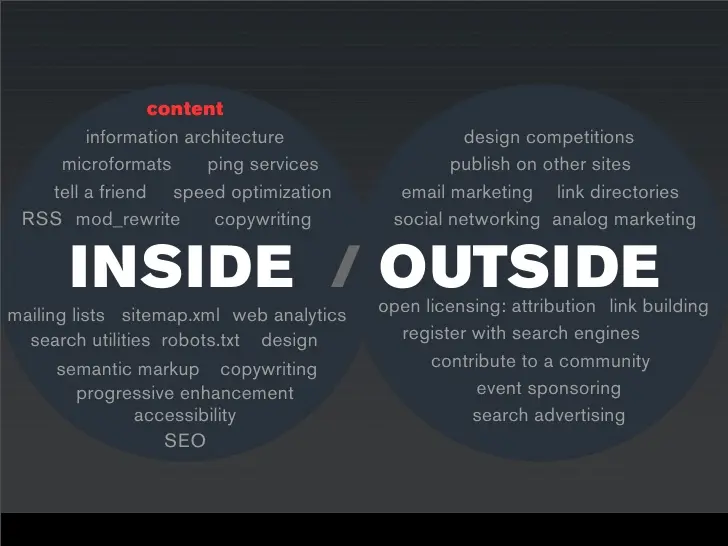 content
information architecture
microformats ping services
tell a friend speed optimization
RSS mod_rewrite copywriting
design competitions
publish on other sites
email marketing link directories
social networking analog marketing
INSIDE / OUTSIDE
mailing lists sitemap.xml web analytics
search utilities robots.txt design
semantic markup copywriting
progressive enhancement
accessibility
SEO
open licensing: attribution link building
register with search engines
contribute to a community
event sponsoring
search advertising